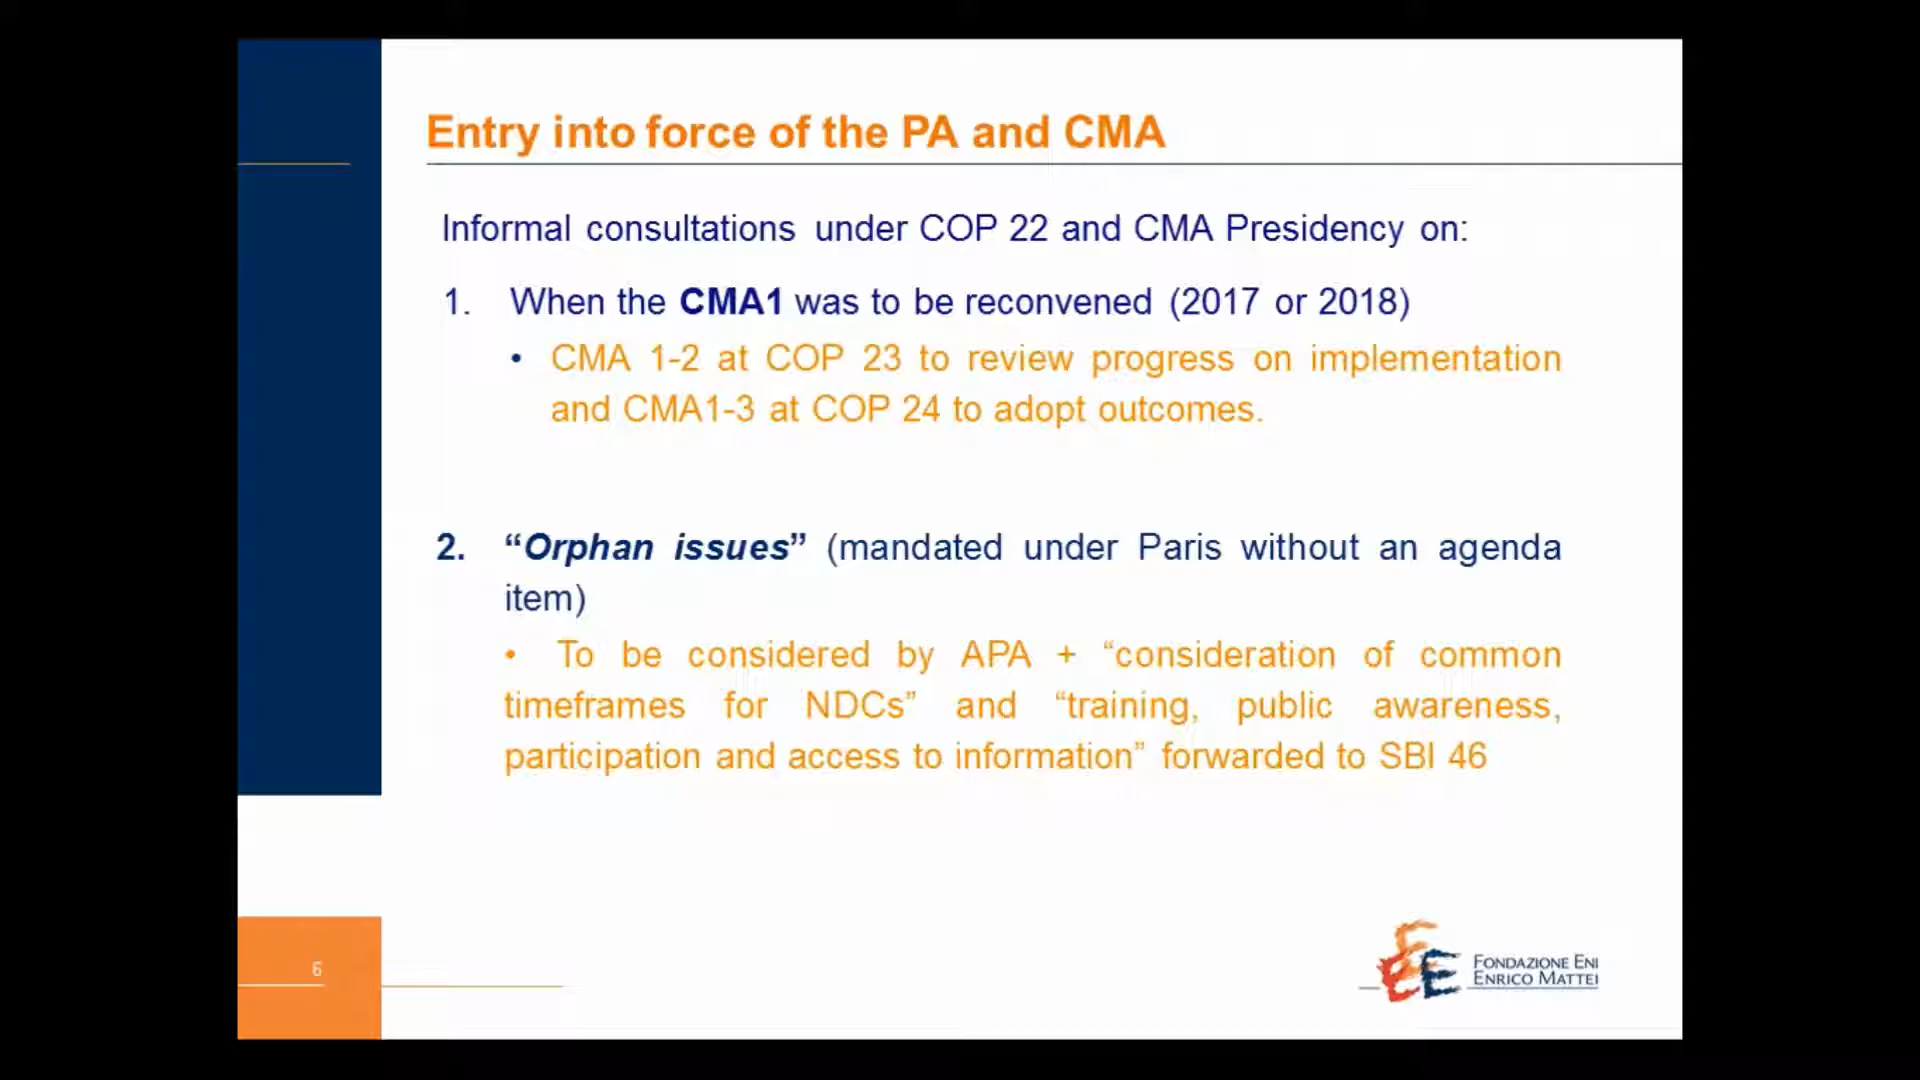 Entry into force of the PA and CMA
Informal consultations under COP 22 and CMA Presidency on:
1. When the CMA1 was to be reconvened (2017 or 2018)
• CMA 1-2 at COP 23 to review progress on implementation
and CMA1-3 at COP 24 to adopt outcomes.
2. “Orphan issues” (mandated under Paris without an agenda
item)
• To be considered by APA + “consideration of common
timeframes for NDCs” and “training, public awareness,
participation and access to information” forwarded to SBI 46
6
FONDAZIONE ENI
ENRICO MATTEI